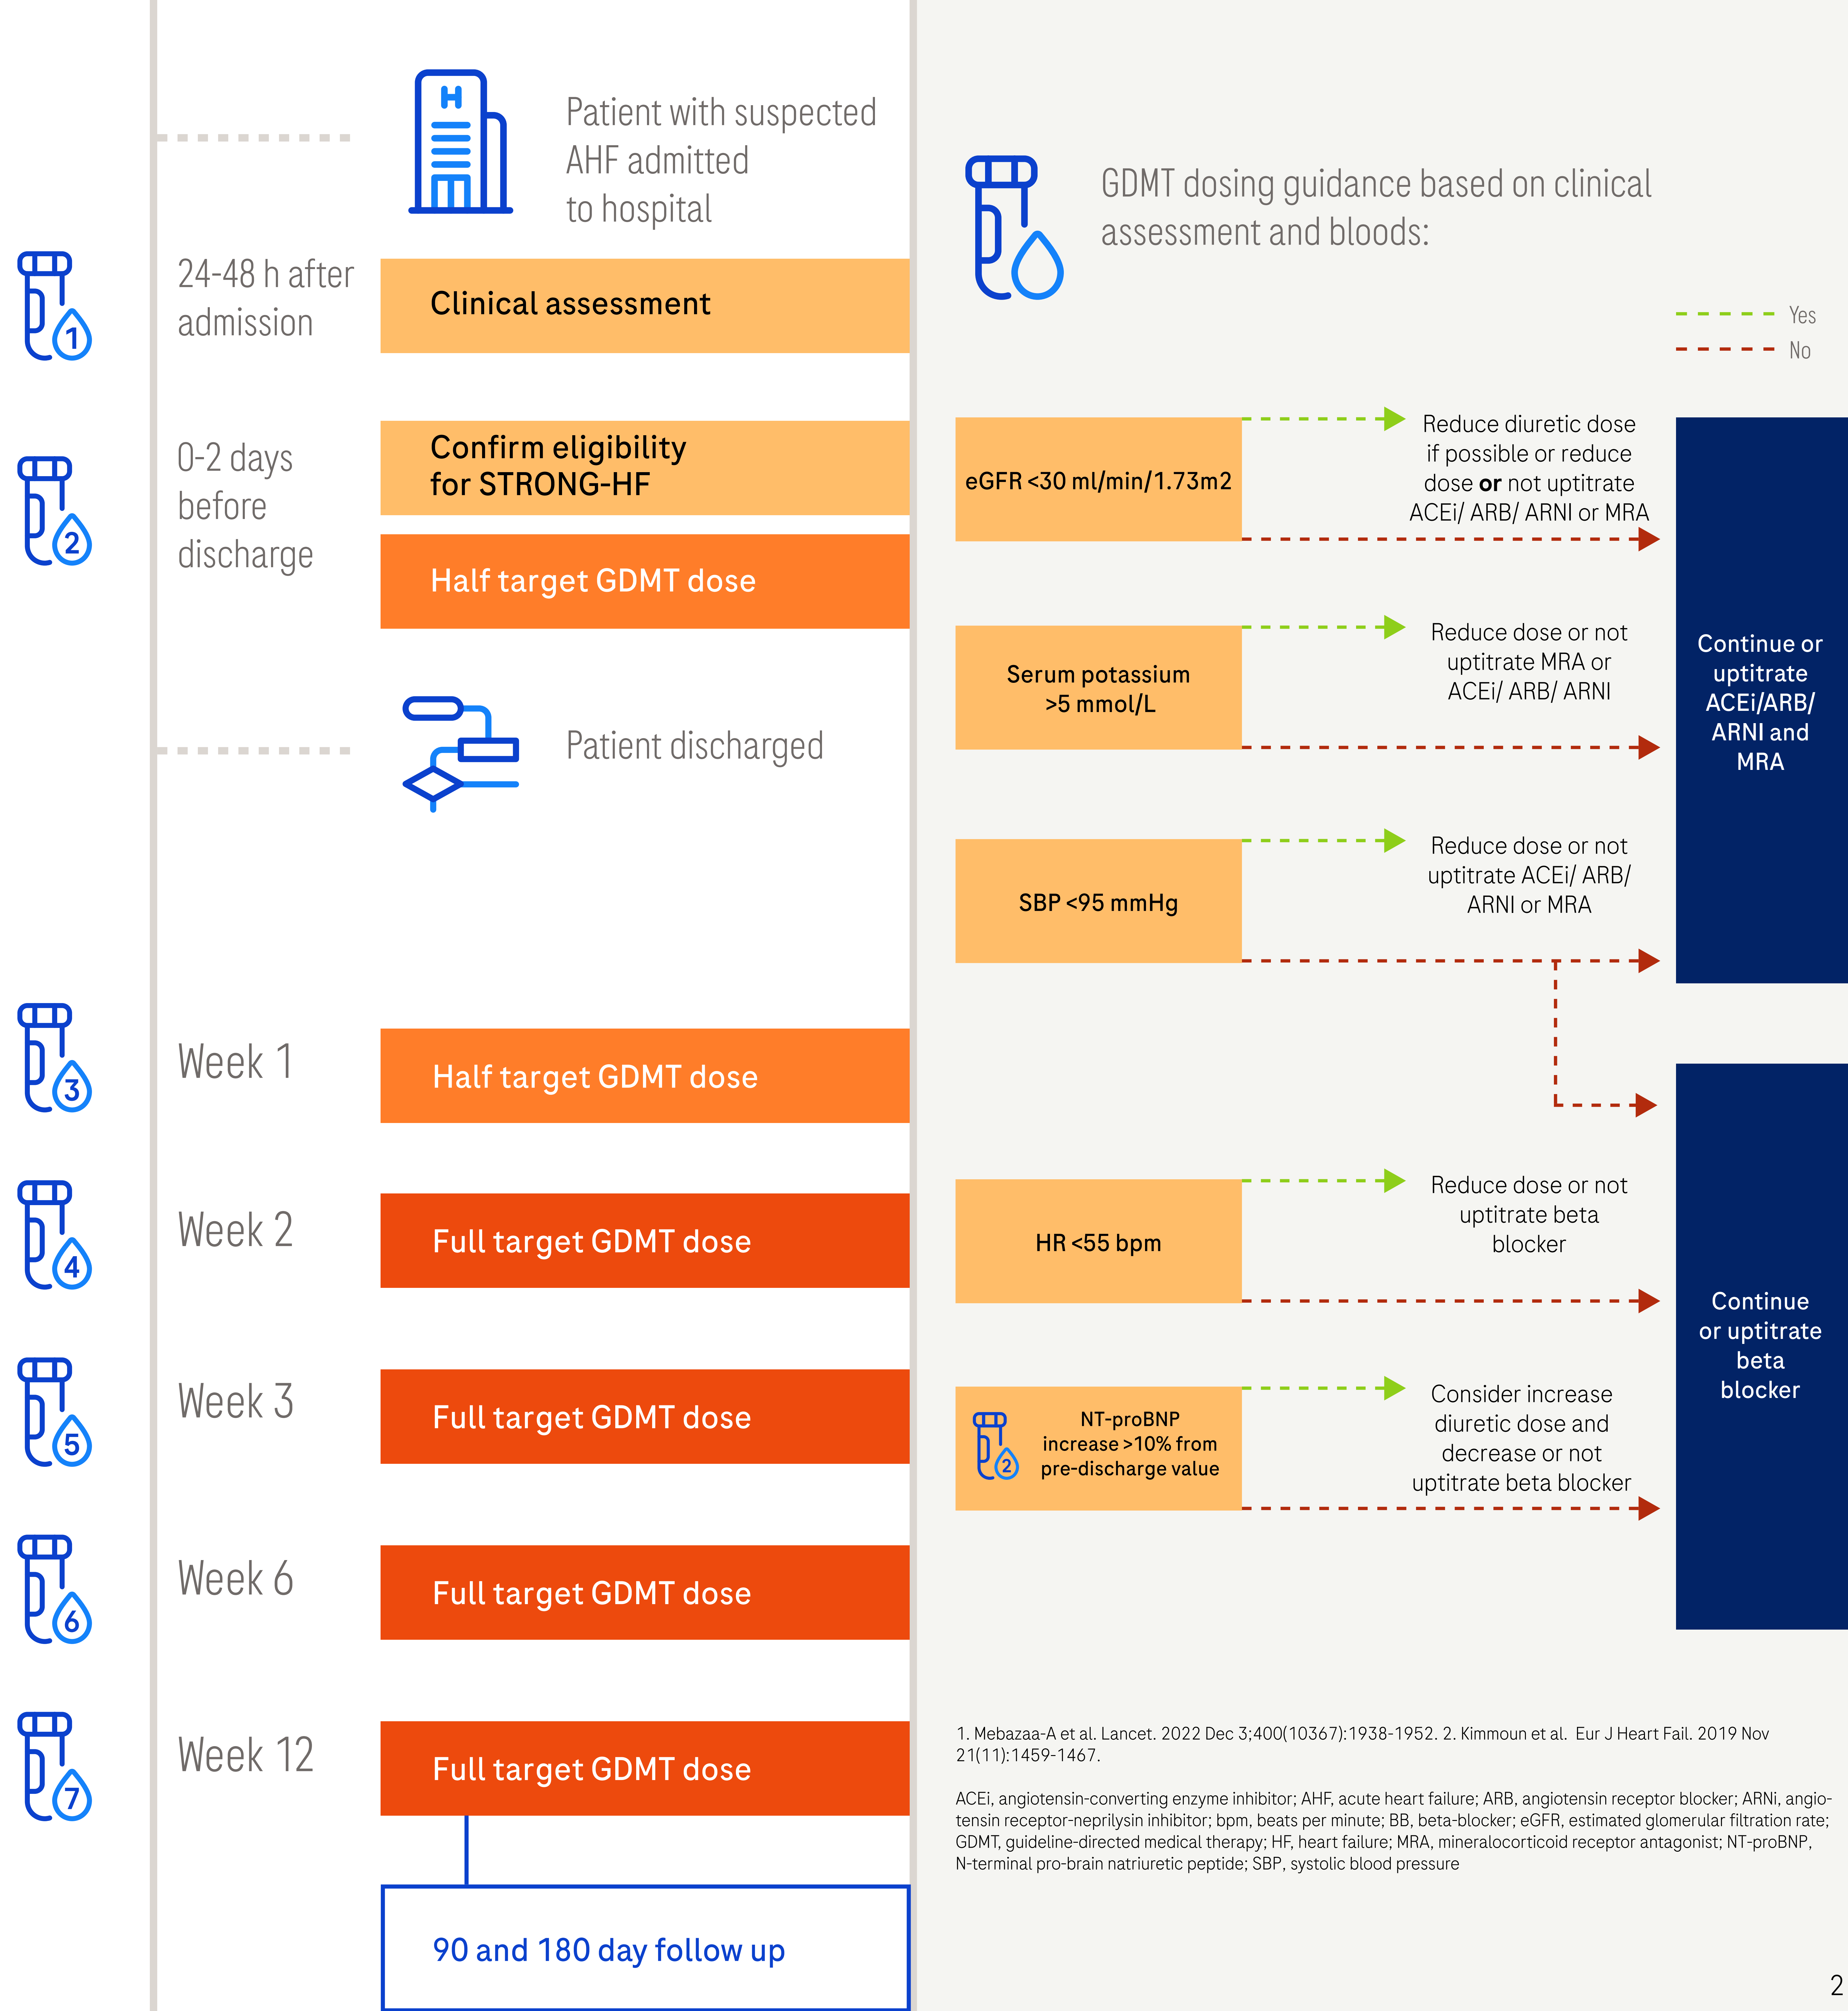 H
Patient with suspected
AHF admitted
to hospital
1
24-48 h after
admission
Clinical assessment
2
0-2 days
before
discharge
Confirm eligibility
for STRONG-HF
Half target GDMT dose
Patient discharged
3
Week 1
Half target GDMT dose
4
Week 2
Full target GDMT dose
5
Week 3
Full target GDMT dose
6
Week 6
Full target GDMT dose
7
Week 12
Full target GDMT dose
90 and 180 day follow up
GDMT dosing guidance based on clinical
assessment and bloods:
Yes
No
eGFR <30 ml/min/1.73m2
Reduce diuretic dose
if possible or reduce
dose or not uptitrate
ACEi/ ARB/ ARNI or MRA
Serum potassium
>5 mmol/L
Reduce dose or not
uptitrate MRA or
ACEi/ ARB/ ARNI
SBP <95 mmHg
Reduce dose or not
uptitrate ACEi/ ARB/
ARNI or MRA
Continue or
uptitrate
ACEi/ARB/
ARNI and
MRA
HR <55 bpm
Reduce dose or not
uptitrate beta
blocker
2
NT-proBNP
increase >10% from
pre-discharge value
Consider increase
diuretic dose and
decrease or not
uptitrate beta blocker
Continue
or uptitrate
beta
blocker
1. Mebazaa-A et al. Lancet. 2022 Dec 3;400(10367):1938-1952. 2. Kimmoun et al. Eur J Heart Fail. 2019 Nov
21(11):1459-1467.
ACEi, angiotensin-converting enzyme inhibitor; AHF, acute heart failure; ARB, angiotensin receptor blocker; ARNi, angio-
tensin receptor-neprilysin inhibitor; bpm, beats per minute; BB, beta-blocker; eGFR, estimated glomerular filtration rate;
GDMT, guideline-directed medical therapy; HF, heart failure; MRA, mineralocorticoid receptor antagonist; NT-proBNP,
N-terminal pro-brain natriuretic peptide; SBP, systolic blood pressure
2